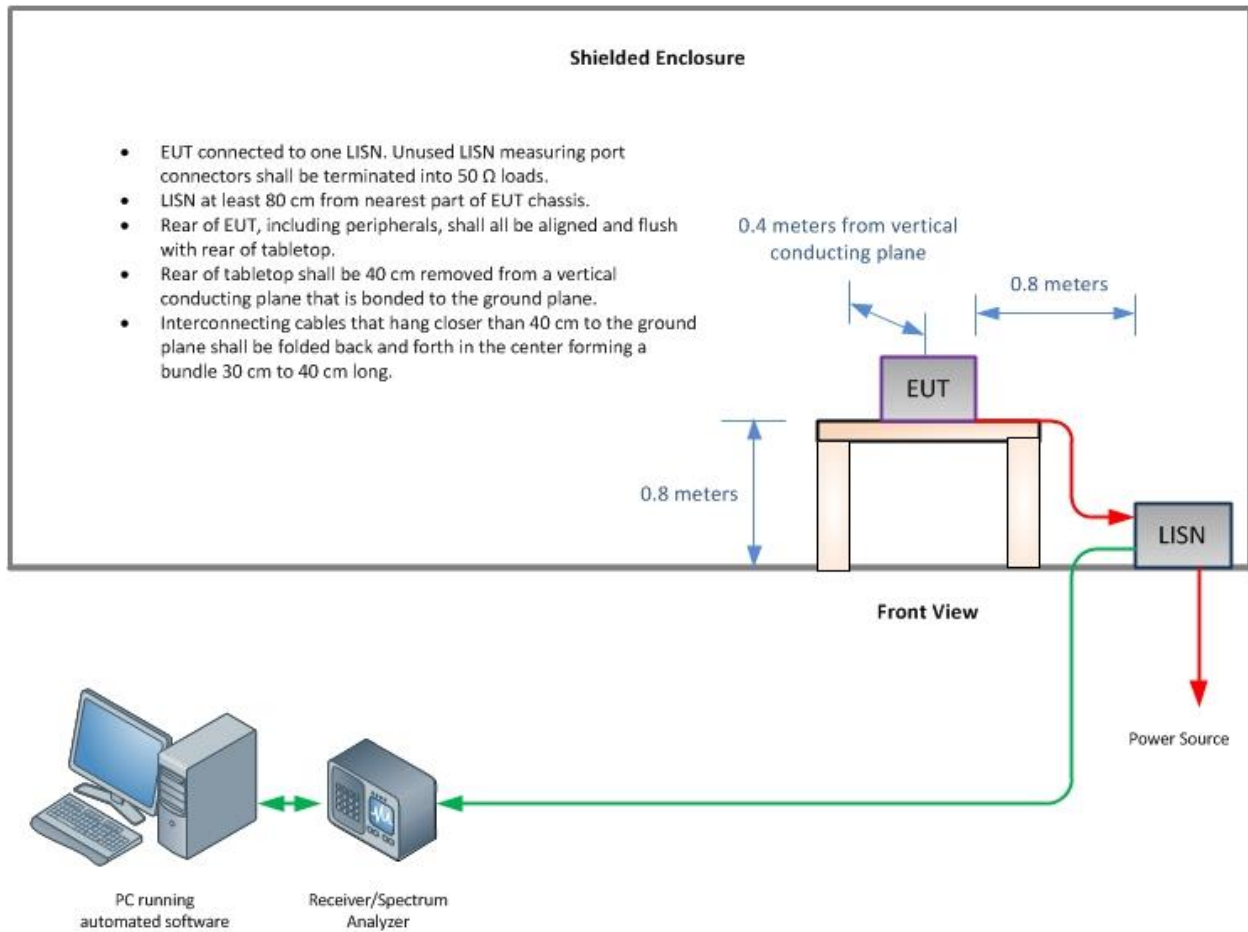 Shielded Enclosure
• EUT connected to one LISN. Unused LISN measuring port
connectors shall be terminated into 50 Ω loads.
• LISN at least 80 cm from nearest part of EUT chassis.
• Rear of EUT, including peripherals, shall all be aligned and flush
with rear of tabletop.
• Rear of tabletop shall be 40 cm removed from a vertical
conducting plane that is bonded to the ground plane.
• Interconnecting cables that hang closer than 40 cm to the ground
plane shall be folded back and forth in the center forming a
bundle 30 cm to 40 cm long.
0.4 meters from vertical
conducting plane
0.8 meters
EUT
0.8 meters
LISN
Front View
Power Source
PC running
automated software
Receiver/Spectrum
Analyzer